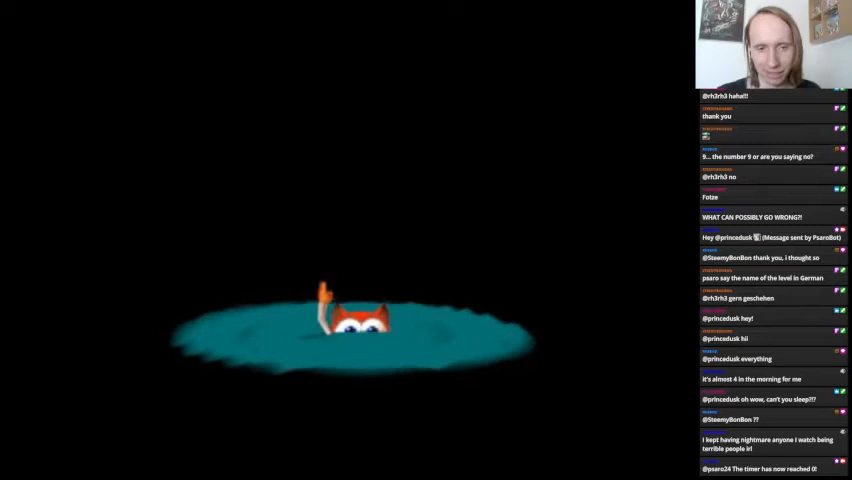 @rh3rh3 haha!!!
thank you
9... the number 9 or are you saying no?
@rh3rh3 no
Fotze
WHAT CAN POSSIBLY GO WRONG?!
Hey @princedusk (Message sent by PsaroBot)
@SteemyBonBon thank you, i thought so
psaro say the name of the level in German
@rh3rh3 gern geschehen
@princedusk hey!
@princedusk hii
@princedusk everything
it's almost 4 in the morning for me
@princedusk oh wow, can't you sleep?!?
@SteemyBonBon ??
I kept having nightmare anyone I watch being
terrible people irl
@psaro24 The timer has now reached 0!